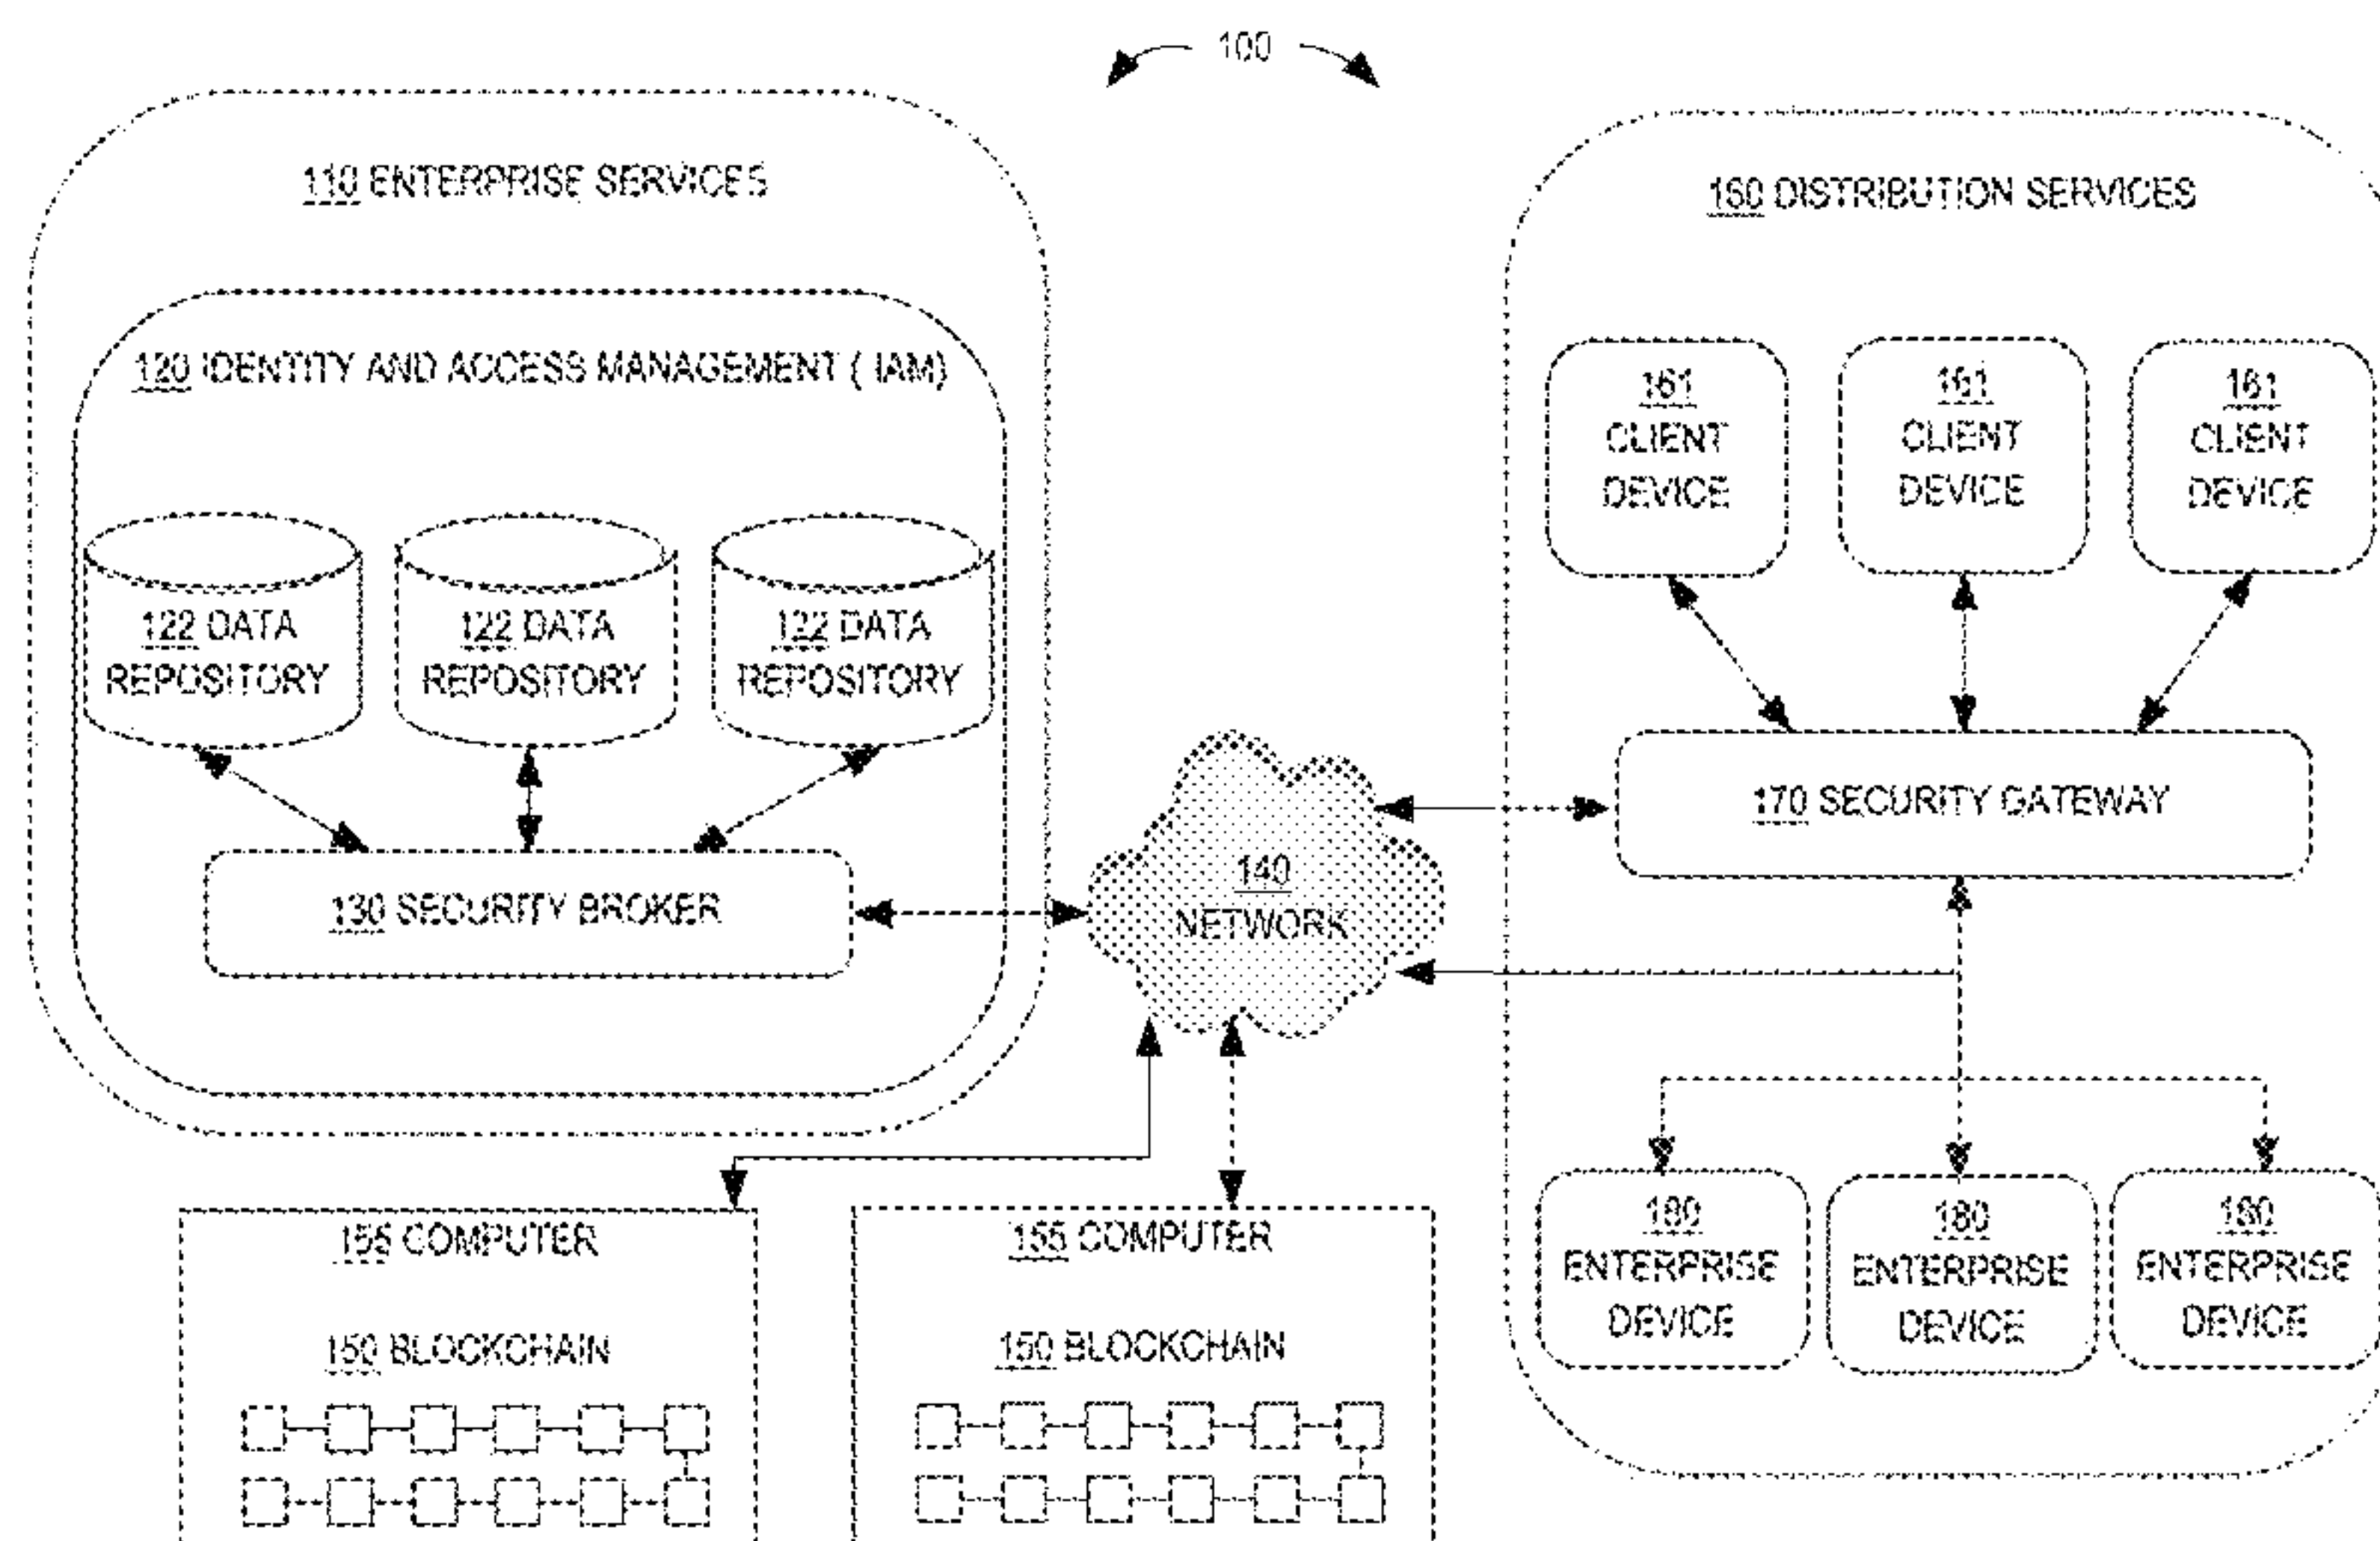 100
110 ENTERPRISE SERVICES
120 IDENTITY AND ACCESS MANAGEMENT ( IAM)
122 DATA
REPOSITORY
122 DATA
REPOSITORY
122 DATA
REPOSITORY
130 SECURITY BROKER
140
NETWORK
160 DISTRIBUTION SERVICES
161
CLIENT
DEVICE
161
CLIENT
DEVICE
161
CLIENT
DEVICE
170 SECURITY GATEWAY
180
ENTERPRISE
DEVICE
180
ENTERPRISE
DEVICE
180
ENTERPRISE
DEVICE
155 COMPUTER
150 BLOCKCHAIN
155 COMPUTER
150 BLOCKCHAIN